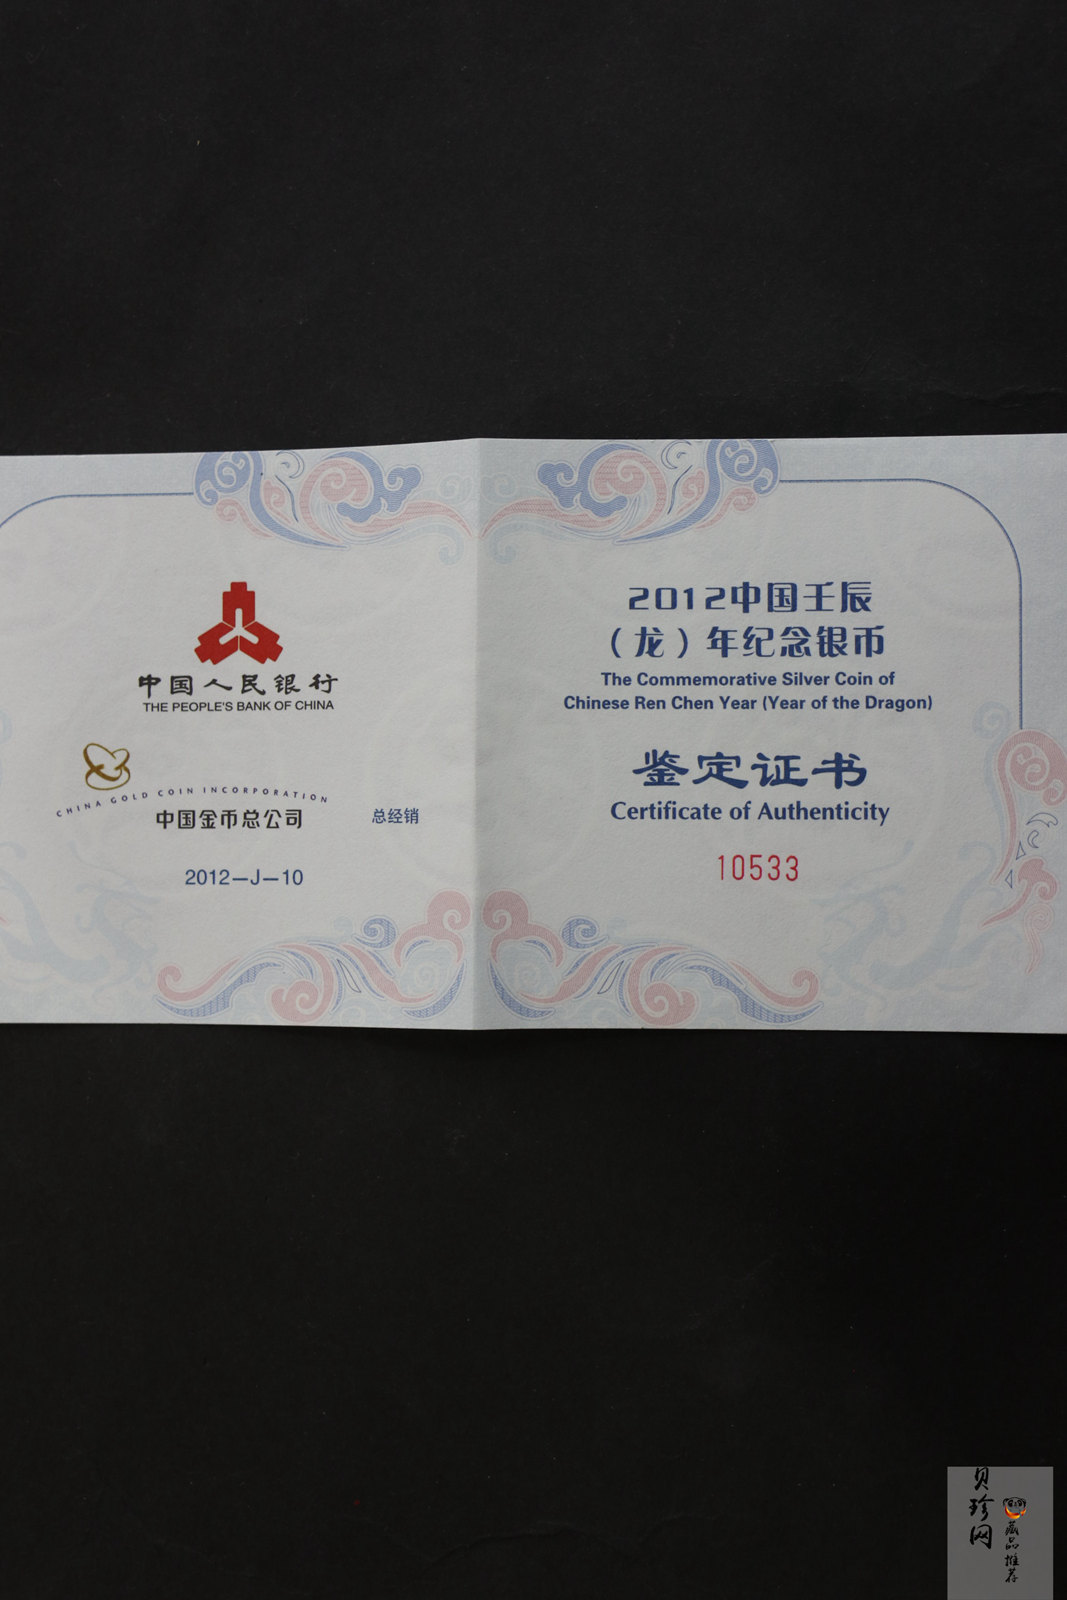 中国人民银行
THE PEOPLE'S BANK OF CHINA
CHINA GOLD COIN INCORPORATION
中国金币总公司 总经销
2012—J—10
2012中国壬辰
（龙）年纪念银币
The Commemorative Silver Coin of
Chinese Ren Chen Year (Year of the Dragon)
鉴定证书
Certificate of Authenticity
10533
贝珍网
藏品推荐